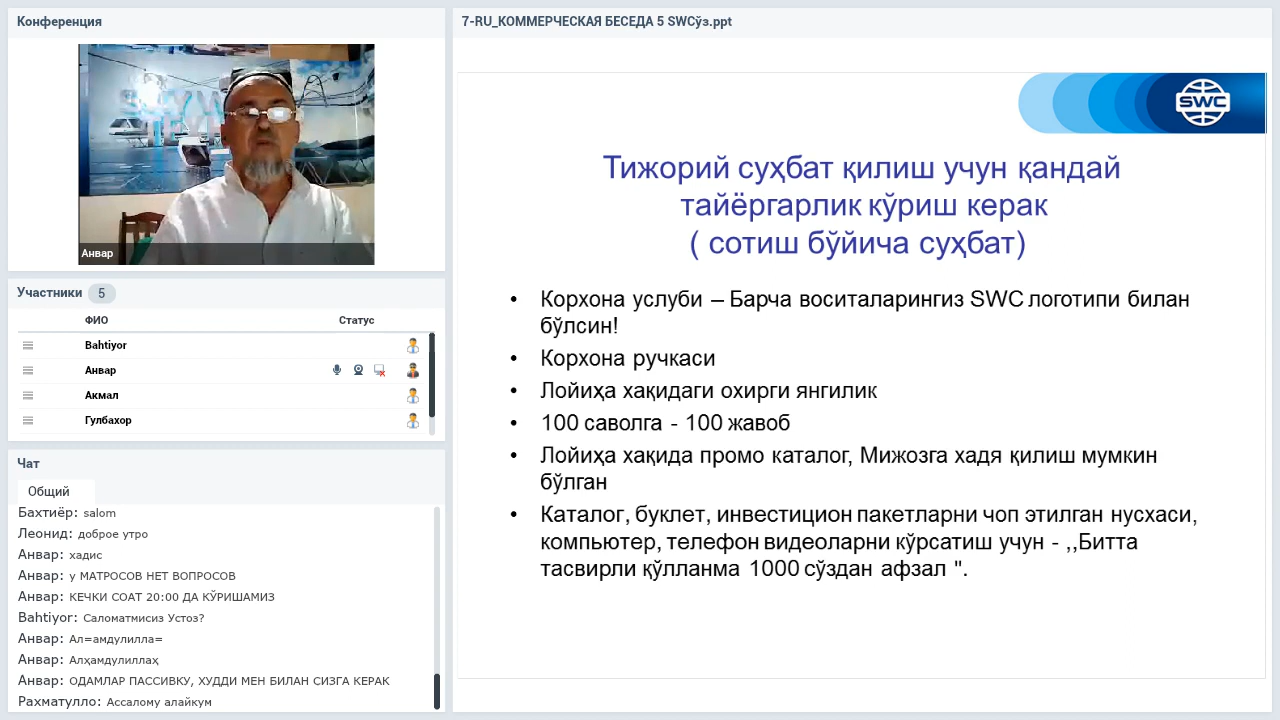 Конференция
Анвар
Участники 5
ФИО Статус
Bahtiyor
Анвар
Акмал
Гулбахор
Чат
Общий
Бахтиёр: salom
Леонид: доброе утро
Анвар: хадис
Анвар: у МАТРОСОВ НЕТ ВОПРОСОВ
Анвар: КЕЧКИ СОАТ 20:00 ДА КЎРИШАМИЗ
Bahtiyor: Саломатмисиз Устоз?
Анвар: Ал=амдулилла=
Анвар: Алҳамдулиллаҳ
Анвар: ОДАМЛАР ПАССИВКУ, ХУДДИ МЕН БИЛАН СИЗГА КЕРАК
Рахматулло: Ассалому алайкум
7-RU_КОММЕРЧЕСКАЯ БЕСЕДА 5 SWCўз.ppt
SWC
Тижорий суҳбат қилиш учун қандай
тайёргарлик кўриш керак
( сотиш бўйича суҳбат)
• Корхона услуби – Барча воситаларингиз SWC логотипи билан
бўлсин!
• Корхона ручкаси
• Лойиҳа хақидаги охирги янгилик
• 100 саволга - 100 жавоб
• Лойиҳа хақида промо каталог, Мижозга хадя қилиш мумкин
бўлган
• Каталог, буклет, инвестицион пакетларни чоп этилган нусхаси,
компьютер, телефон видеоларни кўрсатиш учун - ,,Битта
тасвирли қўлланма 1000 сўздан афзал ".